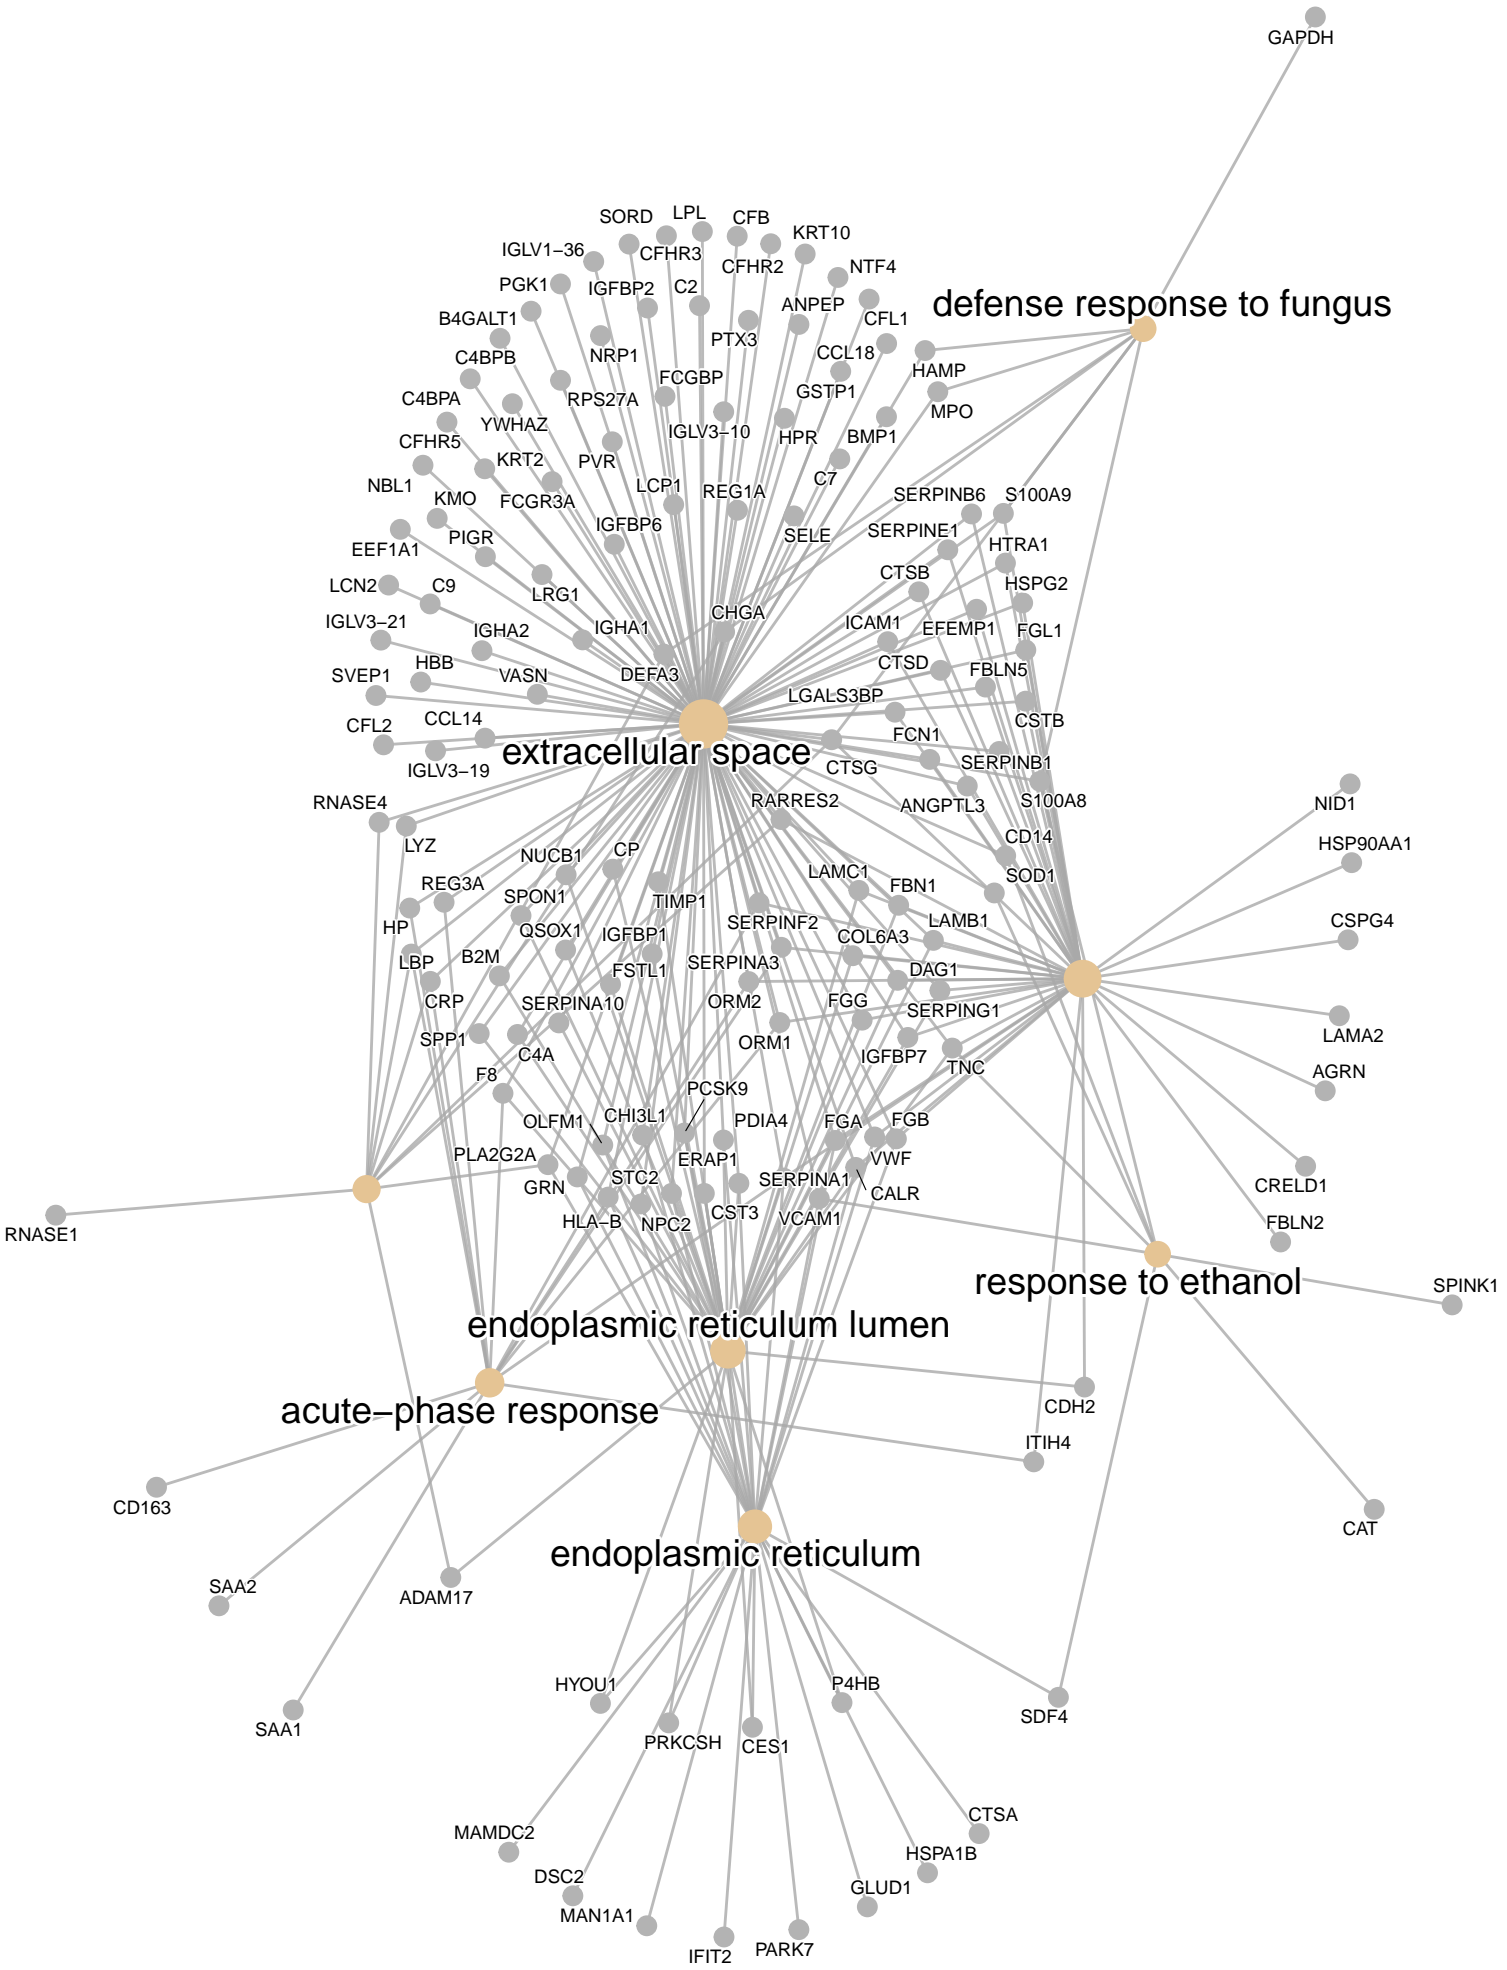 GAPDH
SORD
LPL
CFB
KRT10
IGLV1−36
CFHR3
CFHR2
NTF4
PGK1
IGFBP2
C2
ANPEP
CFL1
defense response to fungus
B4GALT1
NRP1
PTX3
CCL18
C4BPB
FCGBP
GSTP1
HAMP
C4BPA
YWHAZ
RPS27A
IGLV3−10
HPR
BMP1
MPO
CFHR5
KRT2
PVR
C7
NBL1
KMO
FCGR3A
LCP1
REG1A
SERPINB6
S100A9
EEF1A1
PIGR
IGFBP6
SELE
SERPINE1
HTRA1
LCN2
C9
LRG1
CTSB
HSPG2
IGLV3−21
IGHA2
IGHA1
CHGA
ICAM1
EFEMP1
FGL1
SVEP1
HBB
VASN
DEFA3
CTSD
FBLN5
LGALS3BP
CFL2
CCL14
CSTB
extracellular space
FCN1
IGLV3−19
CTSG
SERPINB1
RNASE4
RARRES2
ANGPTL3
S100A8
NID1
LYZ
CD14
HSP90AA1
NUCB1
CP
LAMC1
SOD1
REG3A
SPON1
TIMP1
FBN1
HP
QSOX1
IGFBP1
SERPINF2
COL6A3
LAMB1
CSPG4
LBP
B2M
FSTL1
SERPINA3
DAG1
CRP
SERPINA10
ORM2
FGG
SERPING1
SPP1
C4A
ORM1
IGFBP7
TNC
LAMA2
F8
PCSK9
AGRN
OLFM1
CHI3L1
PDIA4
FGA
FGB
PLA2G2A
ERAP1
VWF
GRN
STC2
SERPINA1
CALR
CRELD1
HLA−B
NPC2
CST3
VCAM1
FBLN2
RNASE1
response to ethanol
SPINK1
endoplasmic reticulum lumen
acute−phase response
CDH2
ITIH4
CD163
CAT
endoplasmic reticulum
SAA2
ADAM17
HYOU1
P4HB
SAA1
PRKCSH
CES1
SDF4
MAMDC2
CTSA
HSPA1B
DSC2
GLUD1
MAN1A1
IFIT2
PARK7